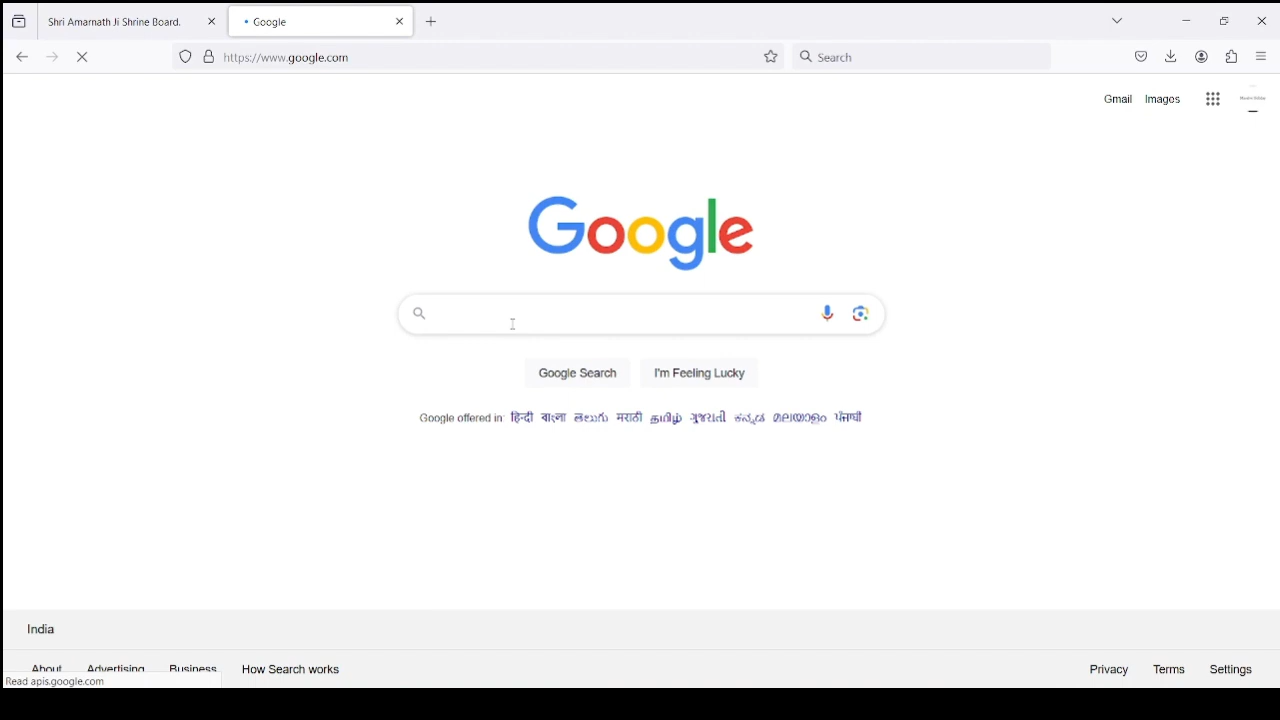 Shri Amarnath Ji Shrine Board.
Google
https://www.google.com
Search
Gmail Images
Google
Google Search I'm Feeling Lucky
Google offered in: हिन्दी বাংলা తెలుగు मराठी தமிழ் ગુજરાતી ಕನ್ನಡ മലയാളം ਪੰਜਾਬੀ
India
About Advertising Business How Search works Privacy Terms Settings
Read apis.google.com